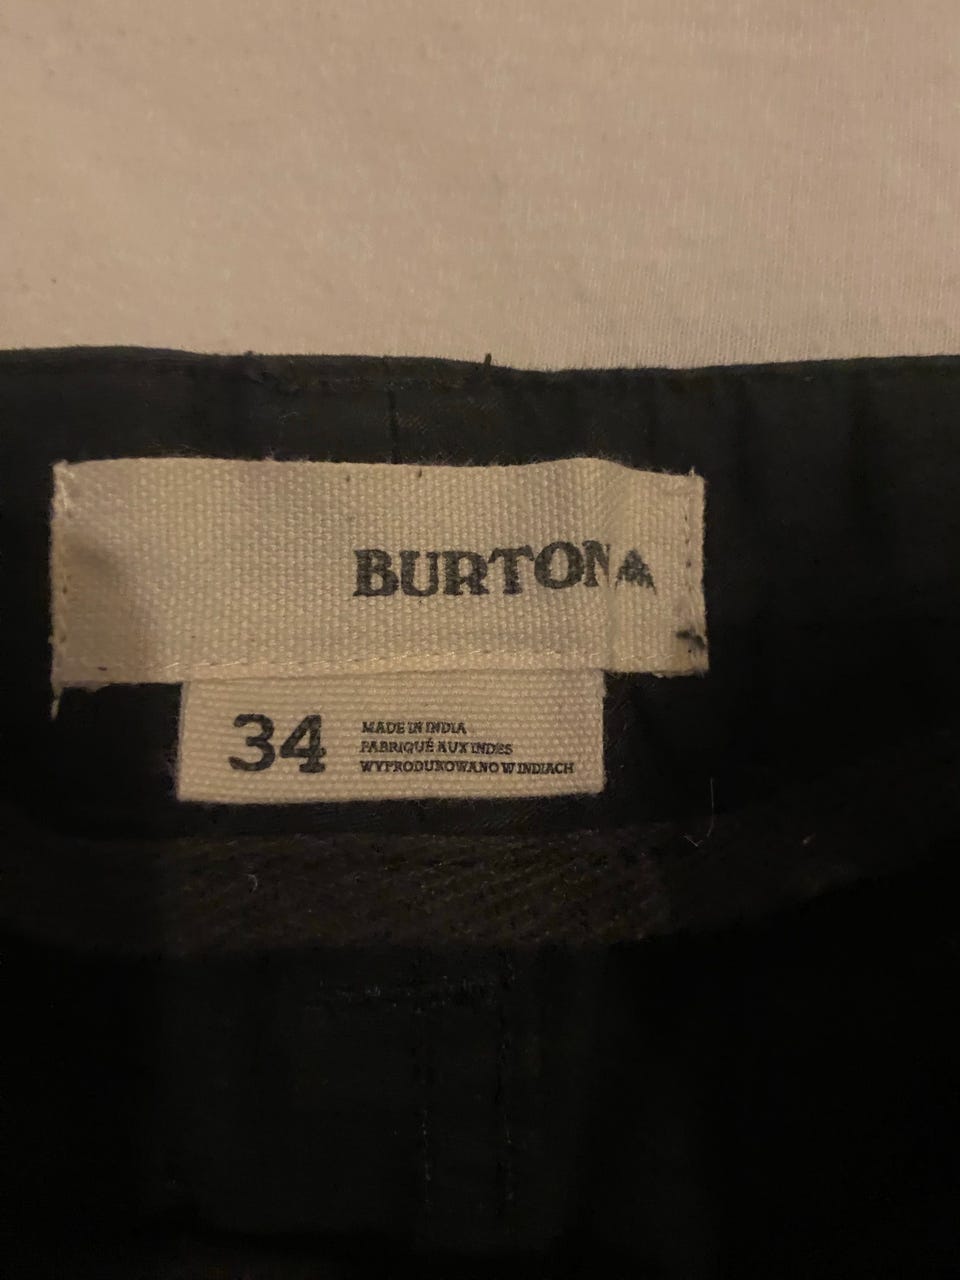 BURTON
34
MADE IN INDIA
FABRIQUÉ AUX INDES
WYPRODUKOWANO W INDIACH